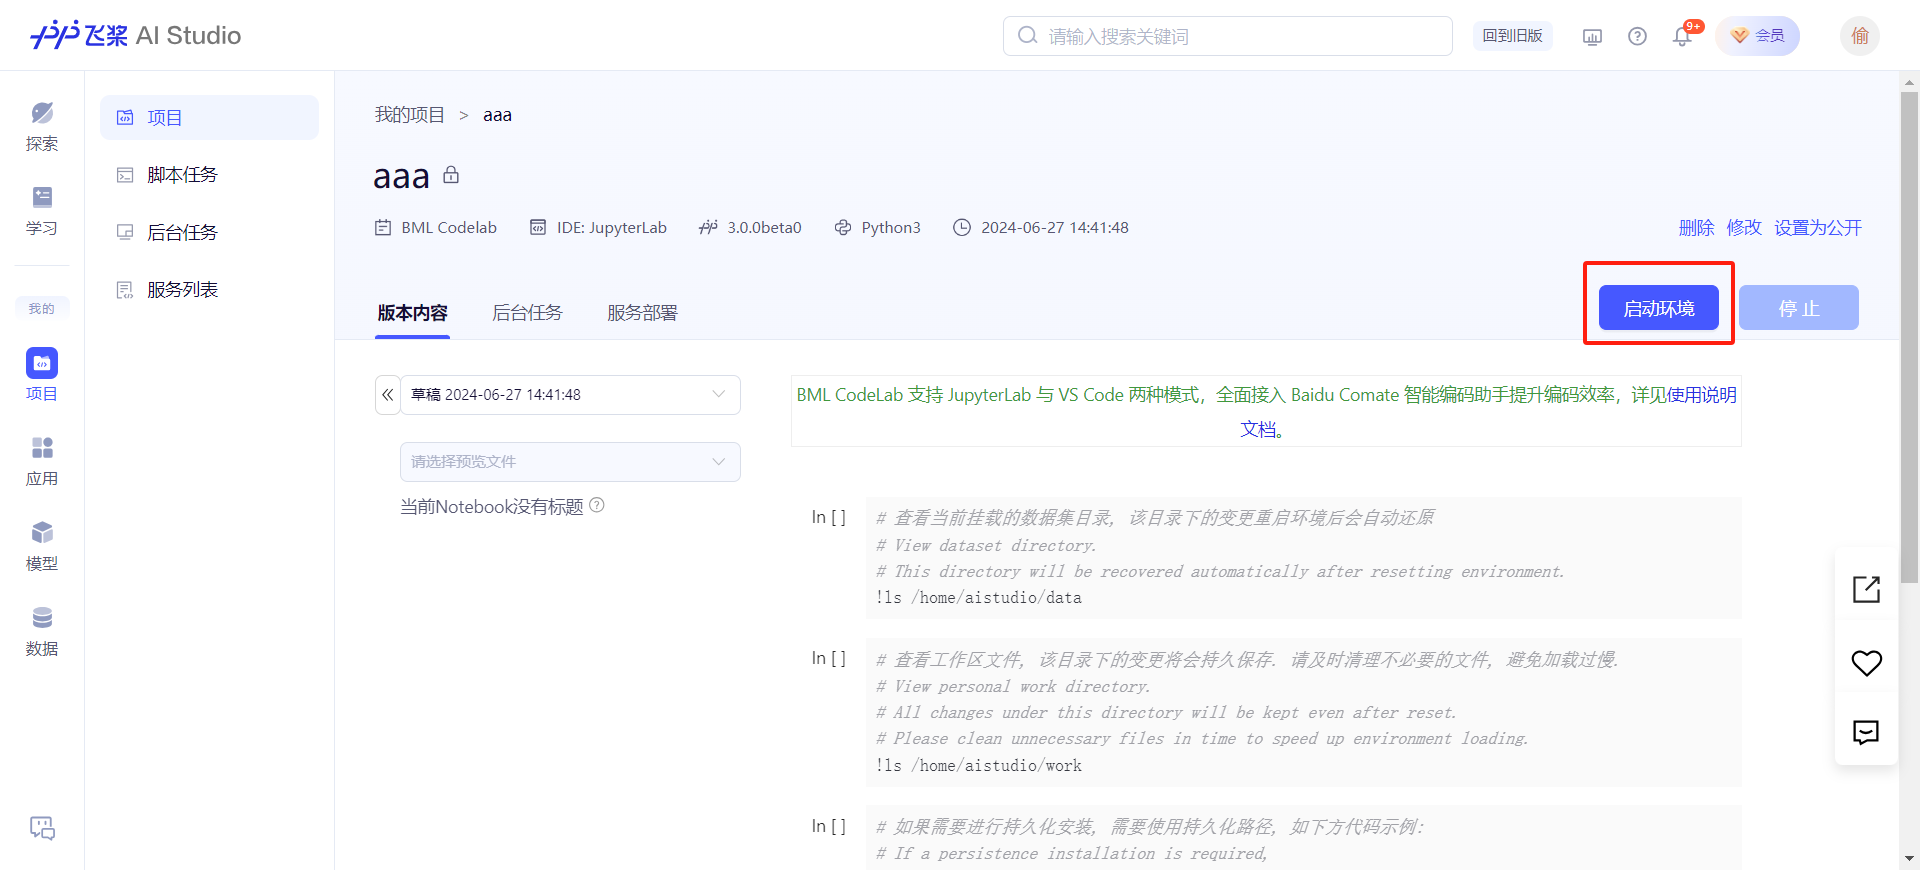 飞桨 AI Studio
请输入搜索关键词
回到旧版
9+
会员
偷
探索
学习
我的
项目
应用
模型
数据
项目
脚本任务
后台任务
服务列表
我的项目 > aaa
aaa
BML Codelab IDE: JupyterLab 3.0.0beta0 Python3 2024-06-27 14:41:48
删除 修改 设置为公开
版本内容 后台任务 服务部署
启动环境 停 止
草稿 2024-06-27 14:41:48
请选择预览文件
当前Notebook没有标题
BML CodeLab 支持 JupyterLab 与 VS Code 两种模式，全面接入 Baidu Comate 智能编码助手提升编码效率，详见使用说明
文档。
In [ ]
# 查看当前挂载的数据集目录, 该目录下的变更重启环境后会自动还原
# View dataset directory.
# This directory will be recovered automatically after resetting environment.
!ls /home/aistudio/data
In [ ]
# 查看工作区文件, 该目录下的变更将会持久保存. 请及时清理不必要的文件, 避免加载过慢.
# View personal work directory.
# All changes under this directory will be kept even after reset.
# Please clean unnecessary files in time to speed up environment loading.
!ls /home/aistudio/work
In [ ]
# 如果需要进行持久化安装, 需要使用持久化路径, 如下方代码示例:
# If a persistence installation is required,